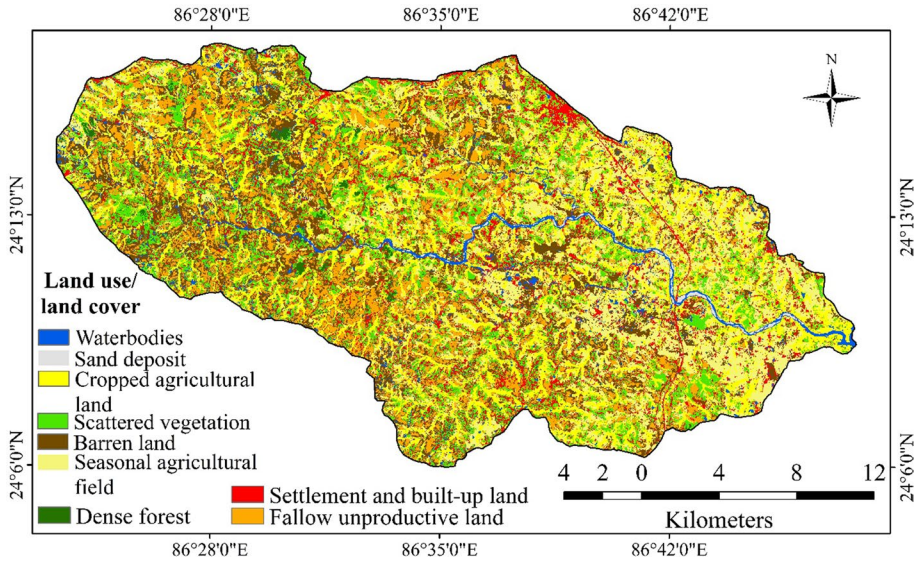 86°28'0"E 86°35'0"E 86°42'0"E
N
24°13'0"N 24°13'0"N
Land use/
land cover
Waterbodies
Sand deposit
Cropped agricultural
land
Scattered vegetation
Barren land
Seasonal agricultural
field
Dense forest
Settlement and built-up land
Fallow unproductive land
24°6'0"N 24°6'0"N
4 2 0 4 8 12
Kilometers
86°28'0"E 86°35'0"E 86°42'0"E